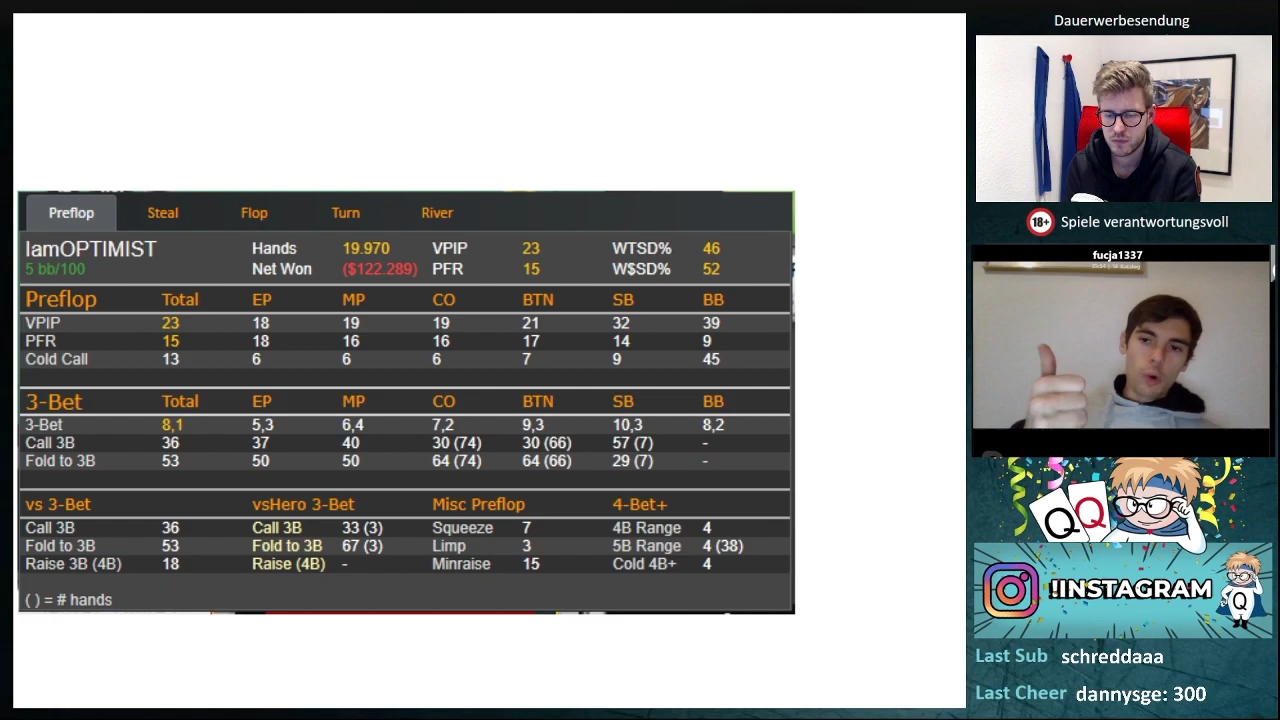 Dauerwerbesendung
18+ Spiele verantwortungsvoll
fucja1337
Preflop Steal Flop Turn River
IamOPTIMIST Hands 19.970 VPIP 23 WTSD% 46
5 bb/100 Net Won ($122.289) PFR 15 W$SD% 52
Preflop Total EP MP CO BTN SB BB
VPIP 23 18 19 19 21 32 39
PFR 15 18 16 16 17 14 9
Cold Call 13 6 6 6 7 9 45
3-Bet Total EP MP CO BTN SB BB
3-Bet 8,1 5,3 6,4 7,2 9,3 10,3 8,2
Call 3B 36 37 40 30 (74) 30 (66) 57 (7) -
Fold to 3B 53 50 50 64 (74) 64 (66) 29 (7) -
vs 3-Bet vsHero 3-Bet Misc Preflop 4-Bet+
Call 3B 36 Call 3B 33 (3) Squeeze 7 4B Range 4
Fold to 3B 53 Fold to 3B 67 (3) Limp 3 5B Range 4 (38)
Raise 3B (4B) 18 Raise (4B) - Minraise 15 Cold 4B+ 4
( ) = # hands
Q Q
!INSTAGRAM
Q
Last Sub schreddaaa
Last Cheer dannysge: 300